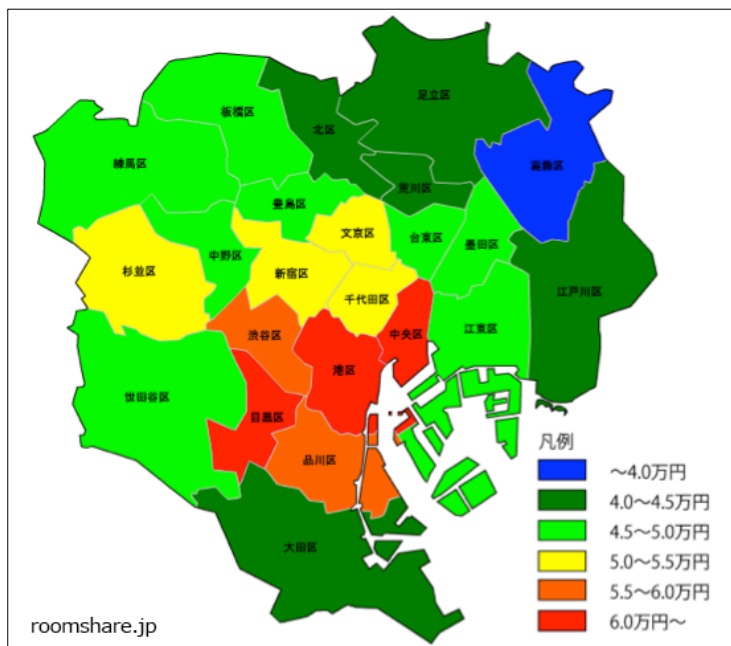 足立区
板橋区
北区
葛飾区
練馬区
荒川区
豊島区
文京区
台東区
墨田区
中野区
杉並区
新宿区
江戸川区
千代田区
江東区
渋谷区
中央区
港区
世田谷区
目黒区
品川区
大田区
凡例
～4.0万円
4.0～4.5万円
4.5～5.0万円
5.0～5.5万円
5.5～6.0万円
6.0万円～
roomshare.jp